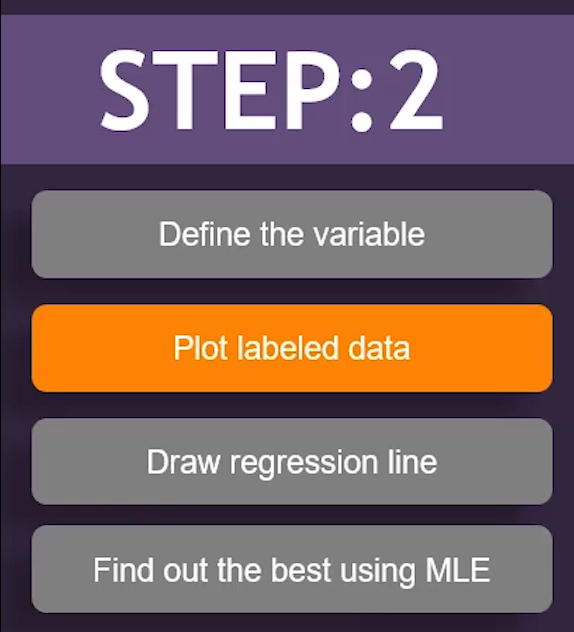 STEP:2
Define the variable
Plot labeled data
Draw regression line
Find out the best using MLE